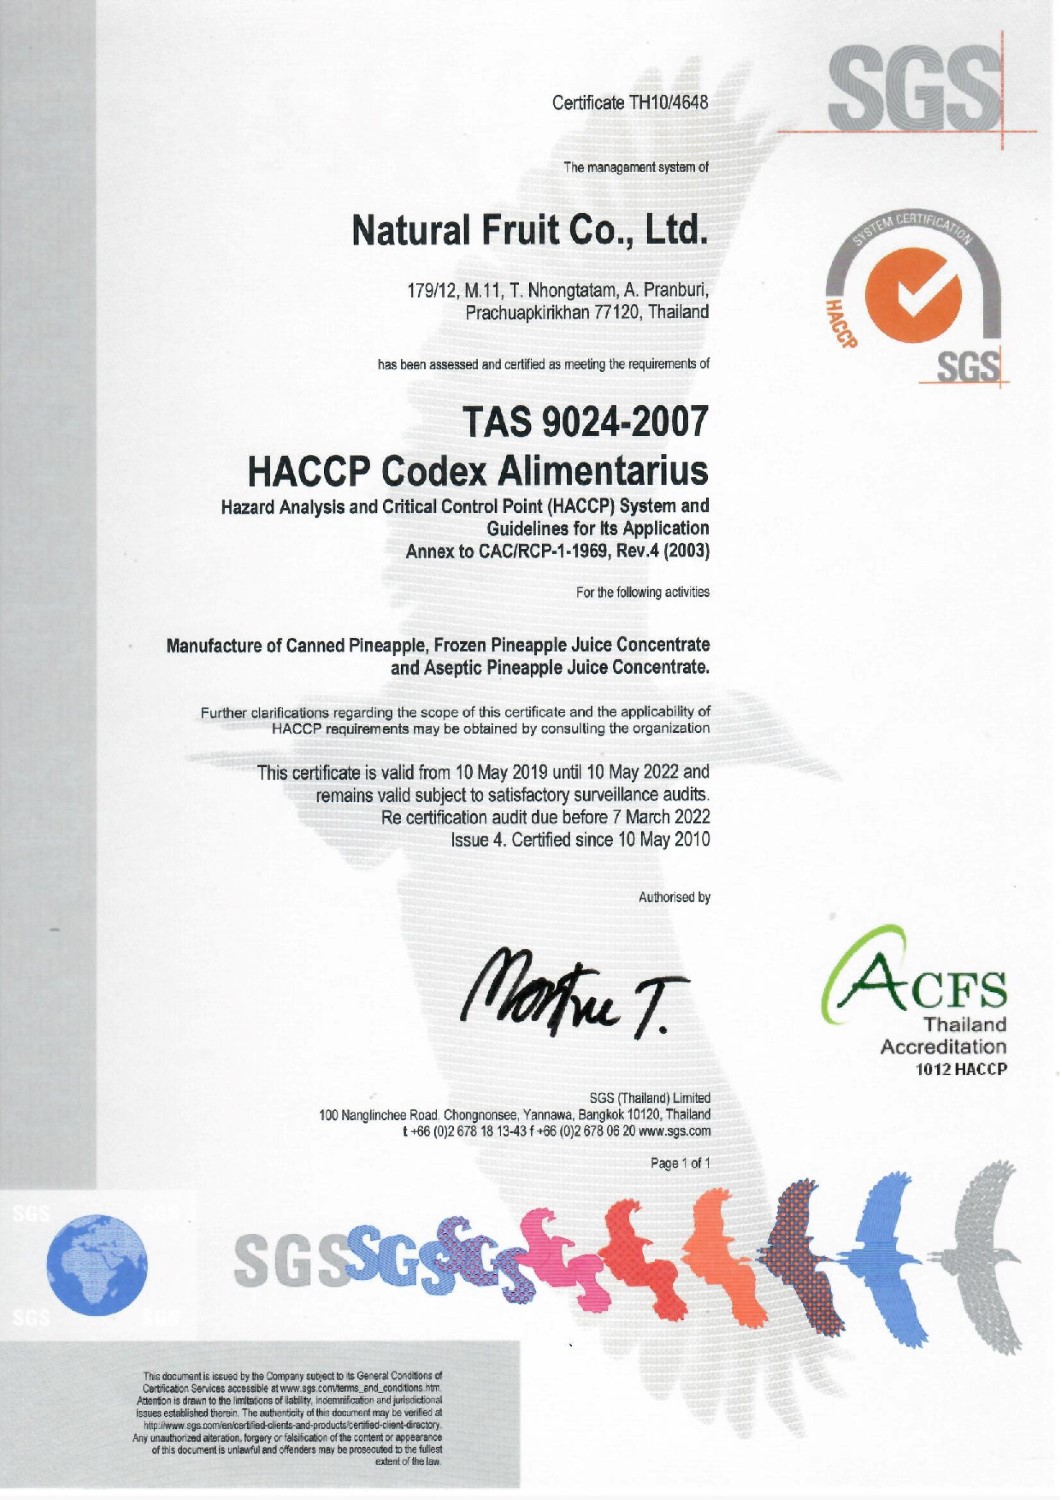 SGS
Certificate TH10/4648
The management system of
Natural Fruit Co., Ltd.
SYSTEM CERTIFICATION
HACCP
SGS
179/12, M.11, T. Nhongtatam, A. Pranburi,
Prachuapkirikhan 77120, Thailand
has been assessed and certified as meeting the requirements of
TAS 9024-2007
HACCP Codex Alimentarius
Hazard Analysis and Critical Control Point (HACCP) System and
Guidelines for Its Application
Annex to CAC/RCP-1-1969, Rev.4 (2003)
For the following activities
Manufacture of Canned Pineapple, Frozen Pineapple Juice Concentrate
and Aseptic Pineapple Juice Concentrate.
Further clarifications regarding the scope of this certificate and the applicability of
HACCP requirements may be obtained by consulting the organization
This certificate is valid from 10 May 2019 until 10 May 2022 and
remains valid subject to satisfactory surveillance audits.
Re certification audit due before 7 March 2022
Issue 4. Certified since 10 May 2010
Authorised by
ACFS
Thailand
Accreditation
1012 HACCP
SGS (Thailand) Limited
100 Nanglinchee Road, Chongnonsee, Yannawa, Bangkok 10120, Thailand
t +66 (0)2 678 18 13-43 f +66 (0)2 678 06 20 www.sgs.com
Page 1 of 1
SGS
SGS
SGS
SGS
SGS
SGS
SGS
This document is issued by the Company subject to its General Conditions of
Certification Services accessible at www.sgs.com/terms_and_conditions.htm.
Attention is drawn to the limitations of liability, indemnification and jurisdictional
issues established therein. The authenticity of this document may be verified at
http://www.sgs.com/en/certified-clients-and-products/certified-client-directory.
Any unauthorized alteration, forgery or falsification of the content or appearance
of this document is unlawful and offenders may be prosecuted to the fullest
extent of the law.